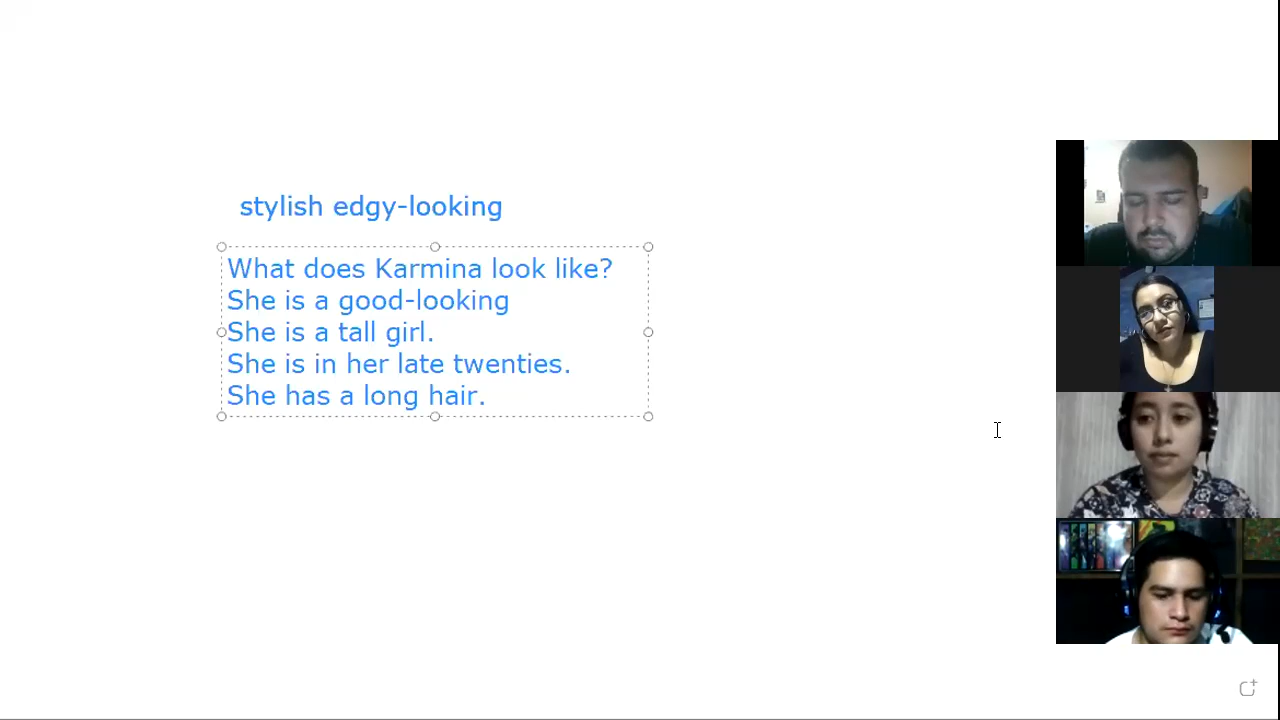 stylish edgy-looking
What does Karmina look like?
She is a good-looking
She is a tall girl.
She is in her late twenties.
She has a long hair.